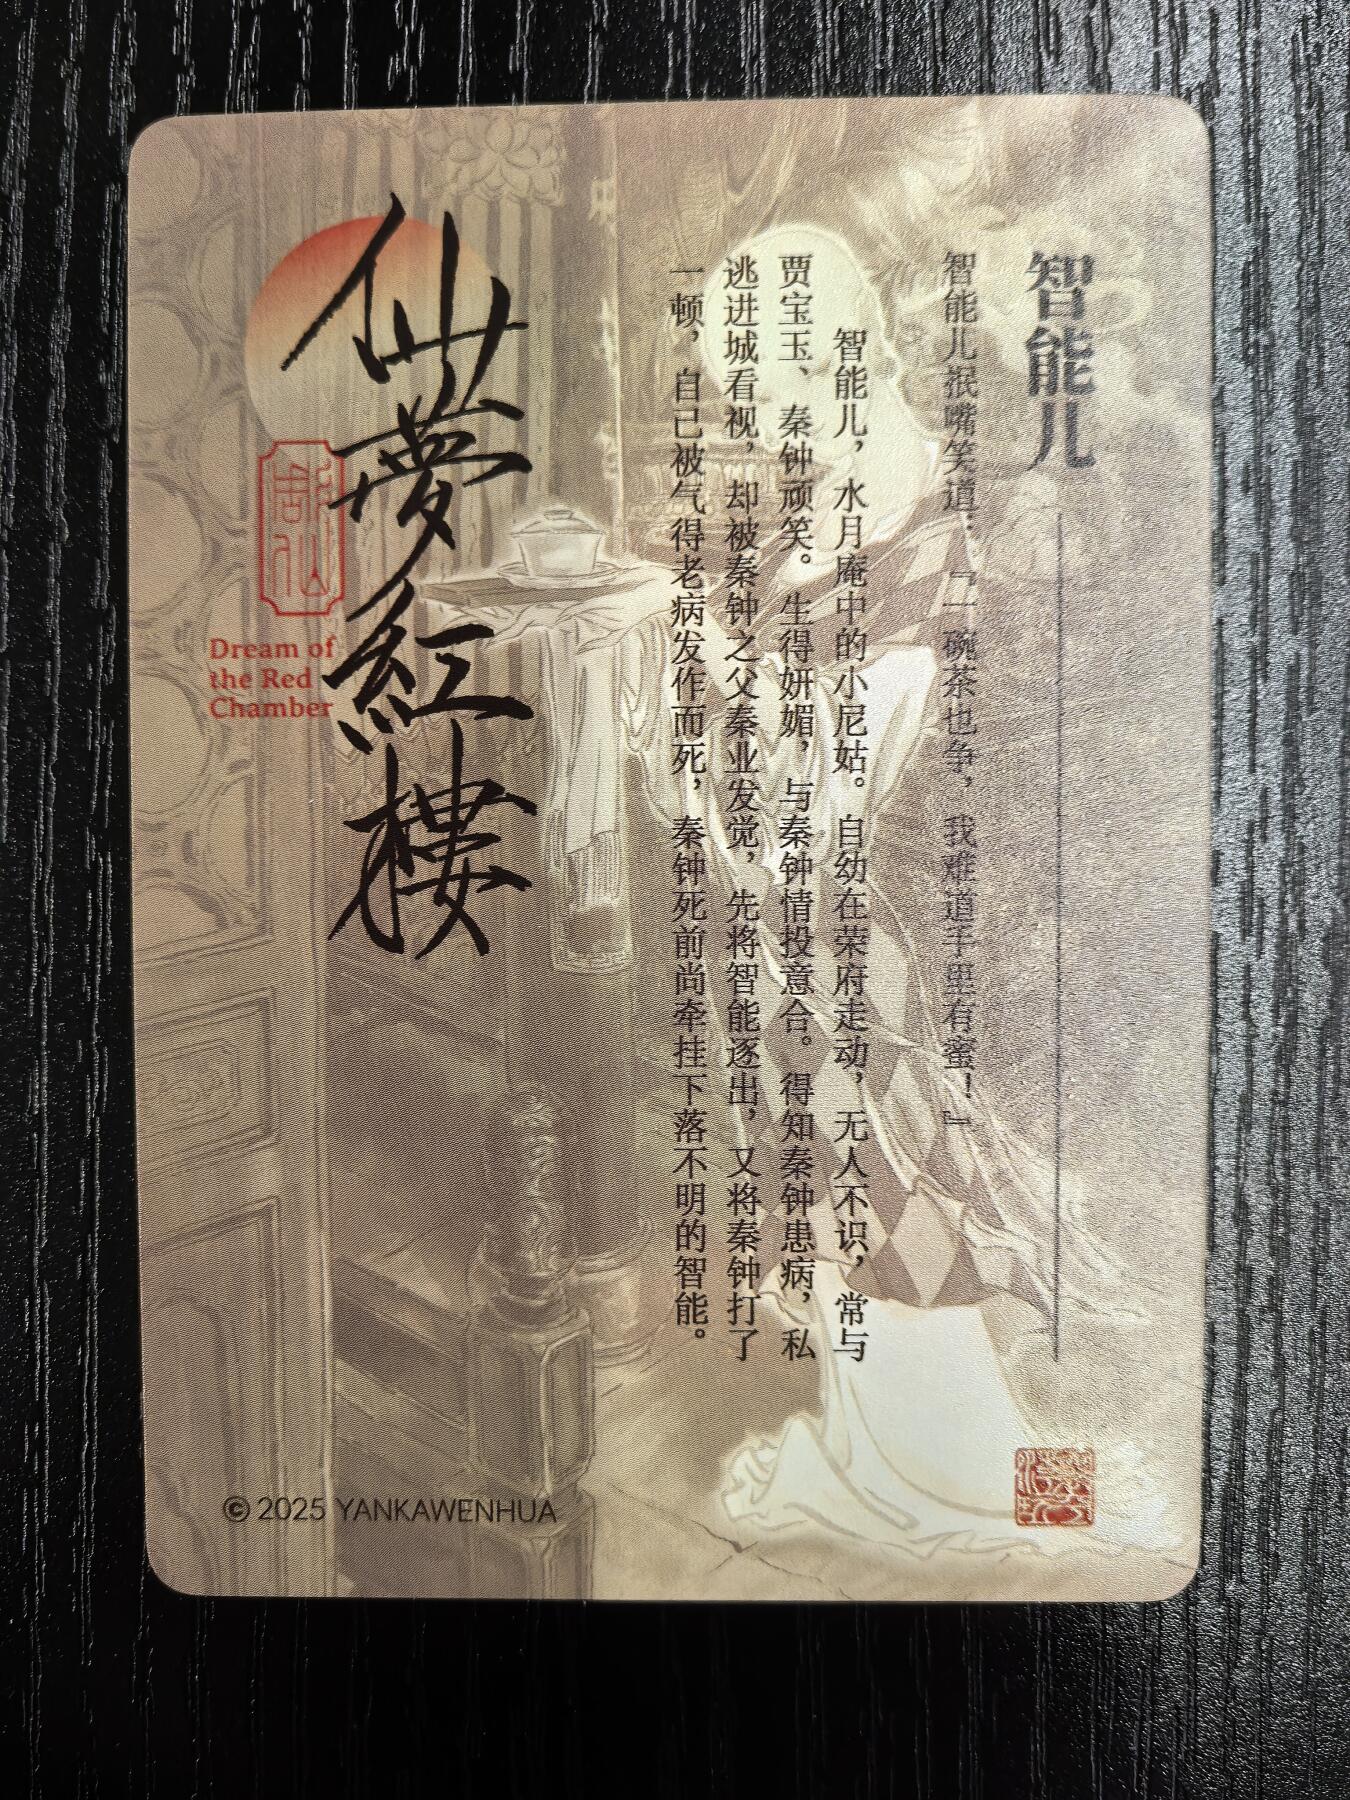 智能儿
智能儿抿嘴笑道：『一碗茶也争，我难道手里有蜜！』
智能儿，水月庵中的小尼姑。自幼在荣府走动，无人不识，常与
贾宝玉、秦钟顽笑。生得妍媚，与秦钟情投意合。得知秦钟患病，私
逃进城看视，却被秦钟之父秦业发觉，先将智能逐出，又将秦钟打了
一顿，自己被气得老病发作而死，秦钟死前尚牵挂下落不明的智能。
仙夢紅樓
Dream of
the Red
Chamber
© 2025 YANKAWENHUA